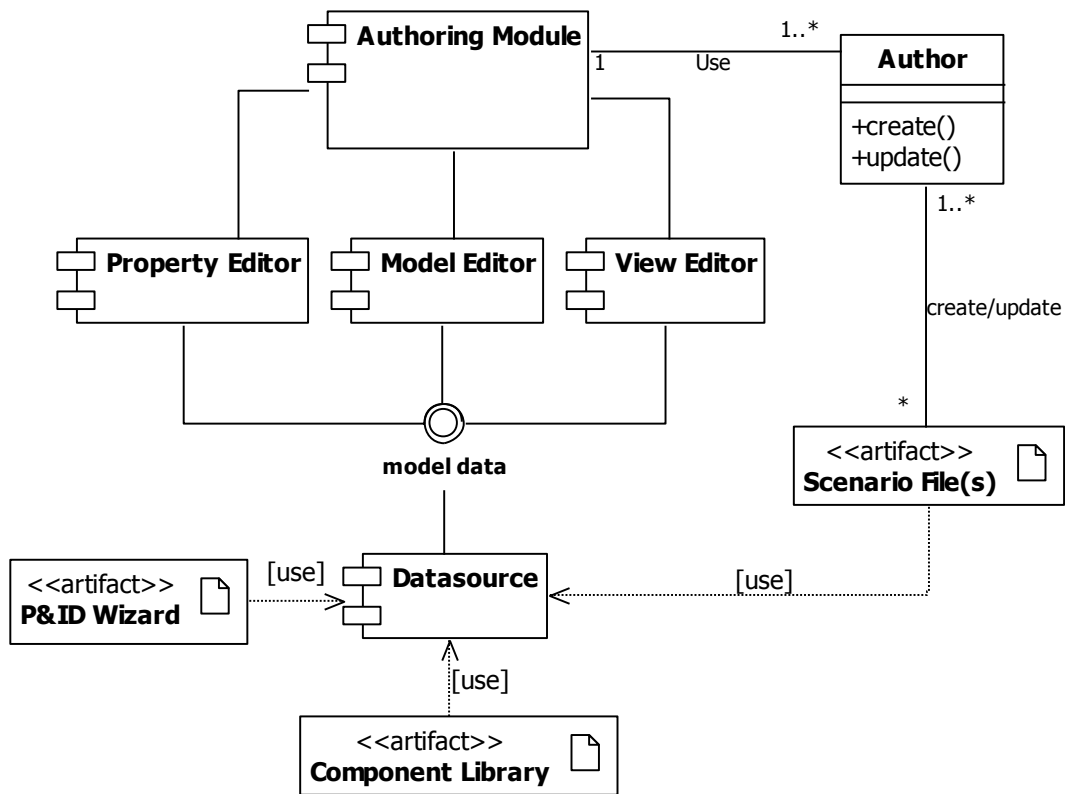 Authoring Module
1..*
1
Use
Author
+create()
+update()
1..*
Property Editor
Model Editor
View Editor
create/update
*
model data
<<artifact>>
Scenario File(s)
<<artifact>>
P&ID Wizard
[use]
Datasource
[use]
[use]
<<artifact>>
Component Library